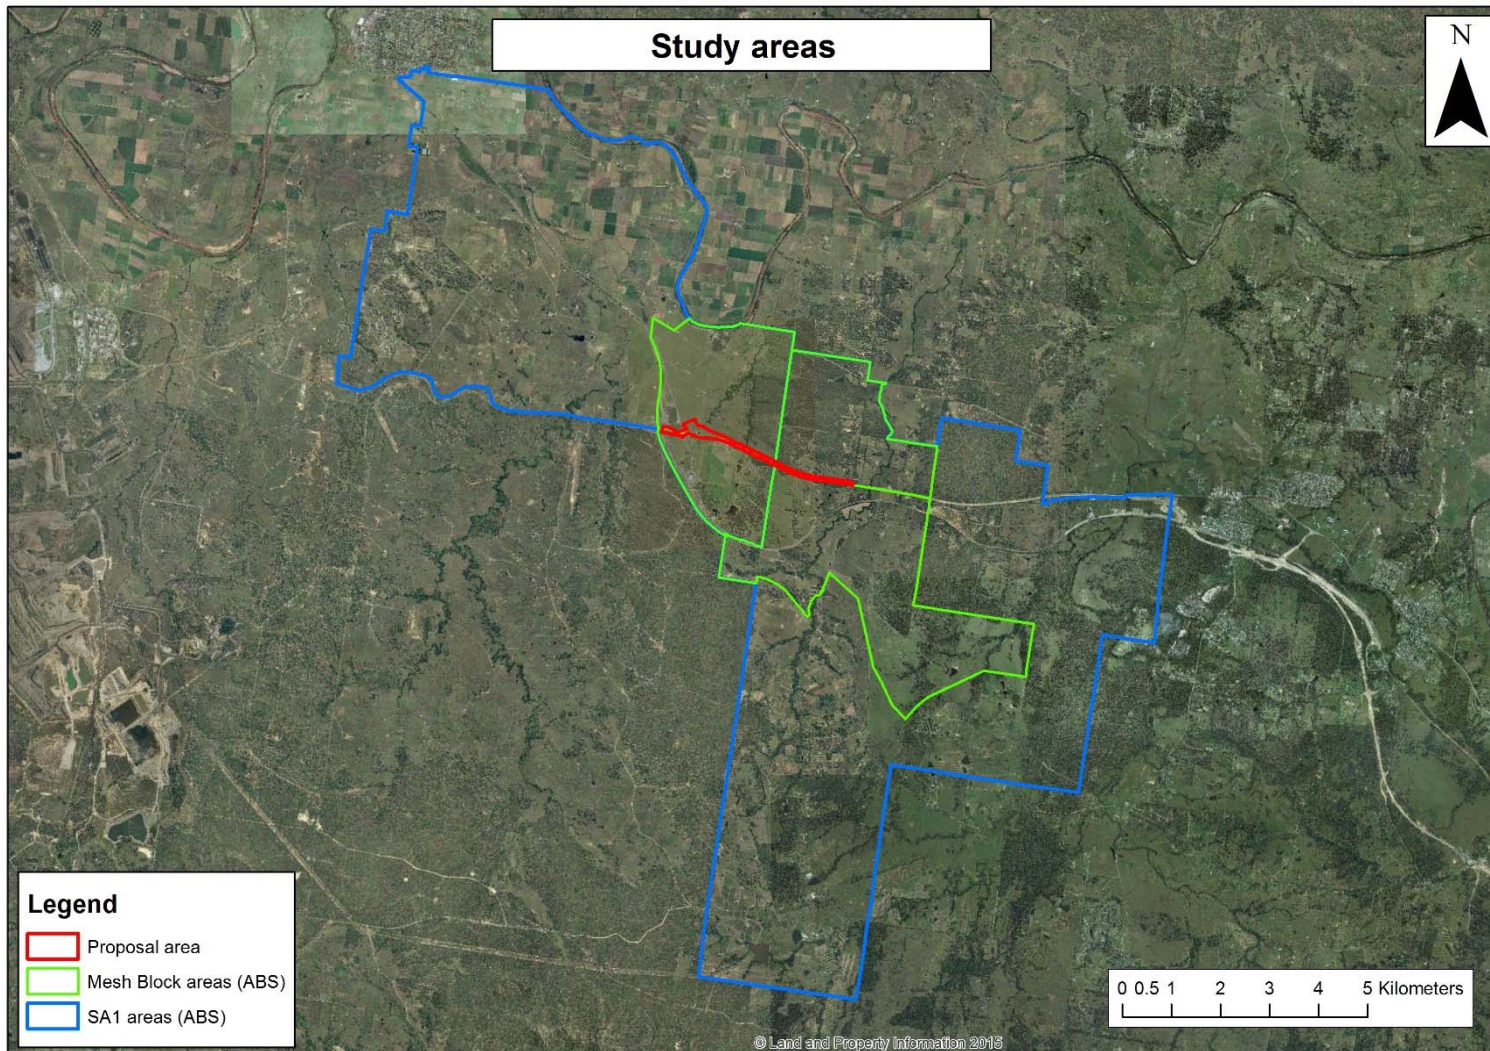 Study areas
N
Legend
Proposal area
Mesh Block areas (ABS)
SA1 areas (ABS)
0 0.5 1 2 3 4 5 Kilometers
© Land and Property Information 2015